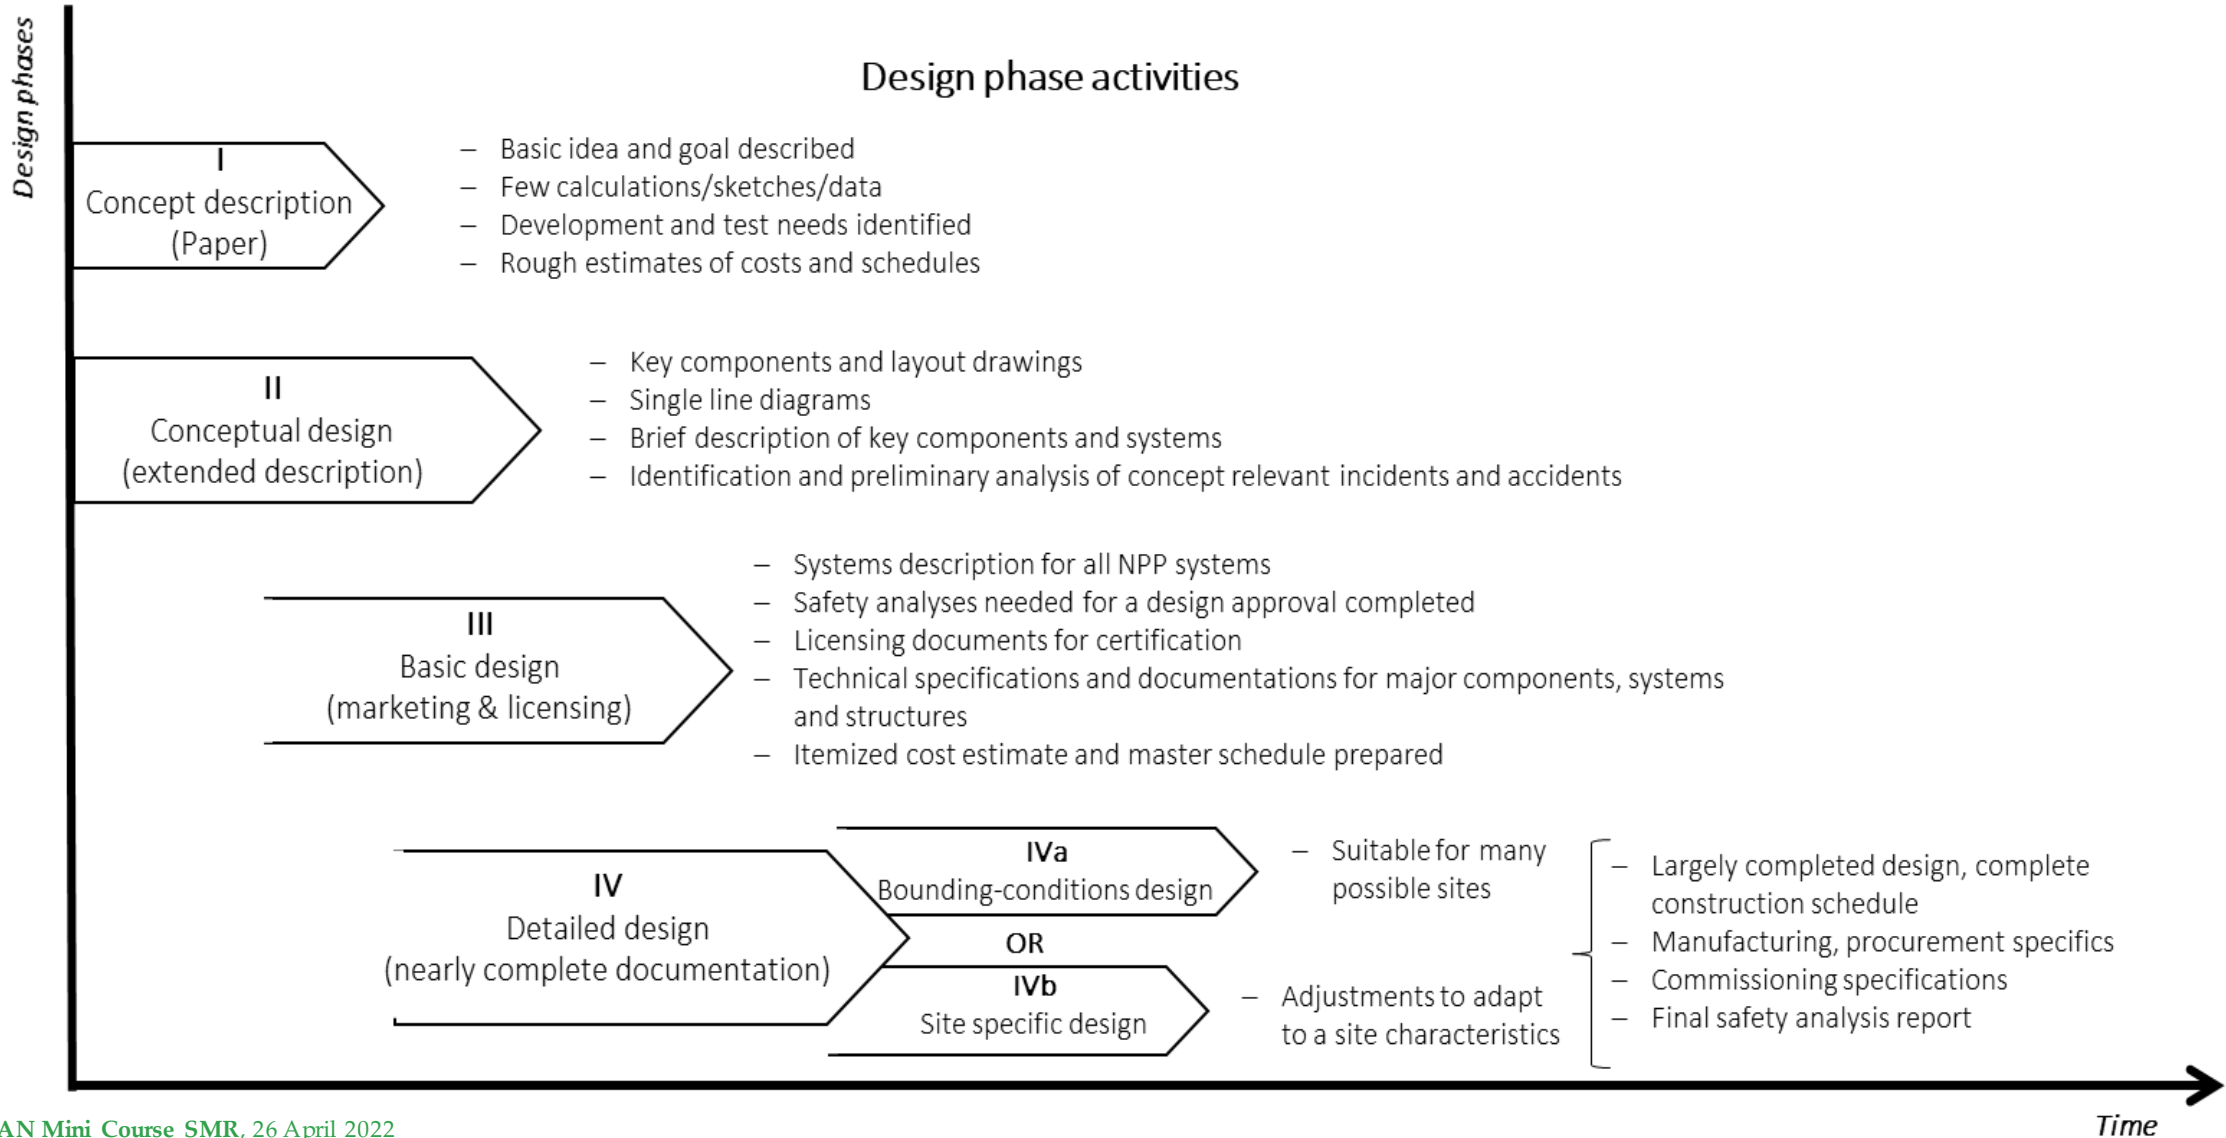 Design phases
Design phase activities
I
Concept description
(Paper)
– Basic idea and goal described
– Few calculations/sketches/data
– Development and test needs identified
– Rough estimates of costs and schedules
II
Conceptual design
(extended description)
– Key components and layout drawings
– Single line diagrams
– Brief description of key components and systems
– Identification and preliminary analysis of concept relevant incidents and accidents
III
Basic design
(marketing & licensing)
– Systems description for all NPP systems
– Safety analyses needed for a design approval completed
– Licensing documents for certification
– Technical specifications and documentations for major components, systems
and structures
– Itemized cost estimate and master schedule prepared
IV
Detailed design
(nearly complete documentation)
IVa
Bounding-conditions design
– Suitable for many
possible sites
OR
IVb
Site specific design
– Adjustments to adapt
to a site characteristics
– Largely completed design, complete
construction schedule
– Manufacturing, procurement specifics
– Commissioning specifications
– Final safety analysis report
Time
AN Mini Course SMR, 26 April 2022